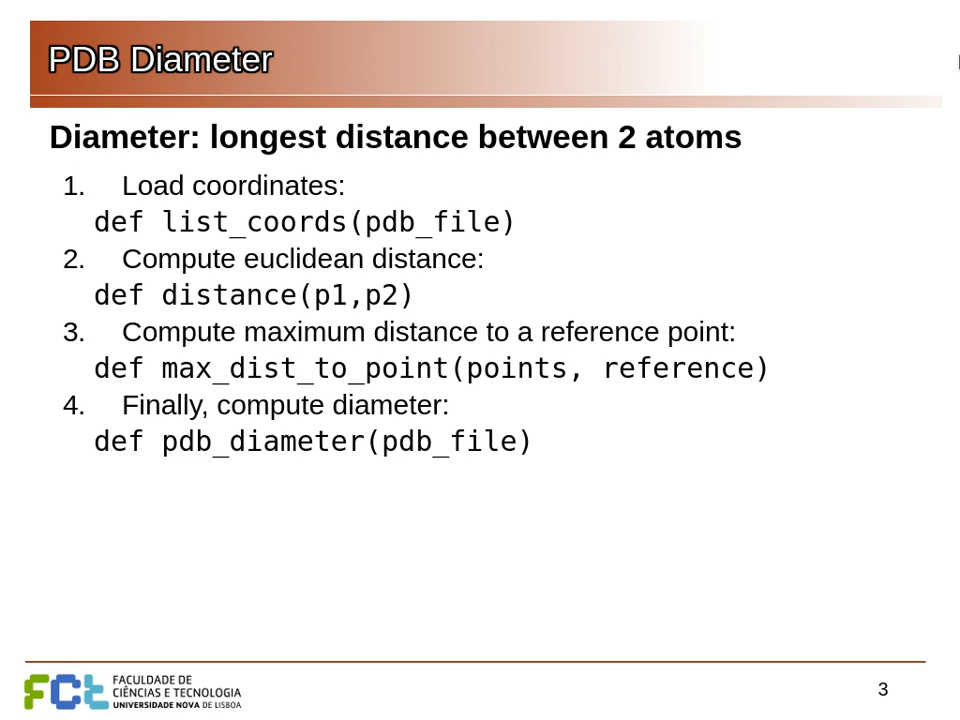 PDB Diameter
Diameter: longest distance between 2 atoms
1. Load coordinates:
def list_coords(pdb_file)
2. Compute euclidean distance:
def distance(p1,p2)
3. Compute maximum distance to a reference point:
def max_dist_to_point(points, reference)
4. Finally, compute diameter:
def pdb_diameter(pdb_file)
FCt
FACULDADE DE
CIÊNCIAS E TECNOLOGIA
UNIVERSIDADE NOVA DE LISBOA
3